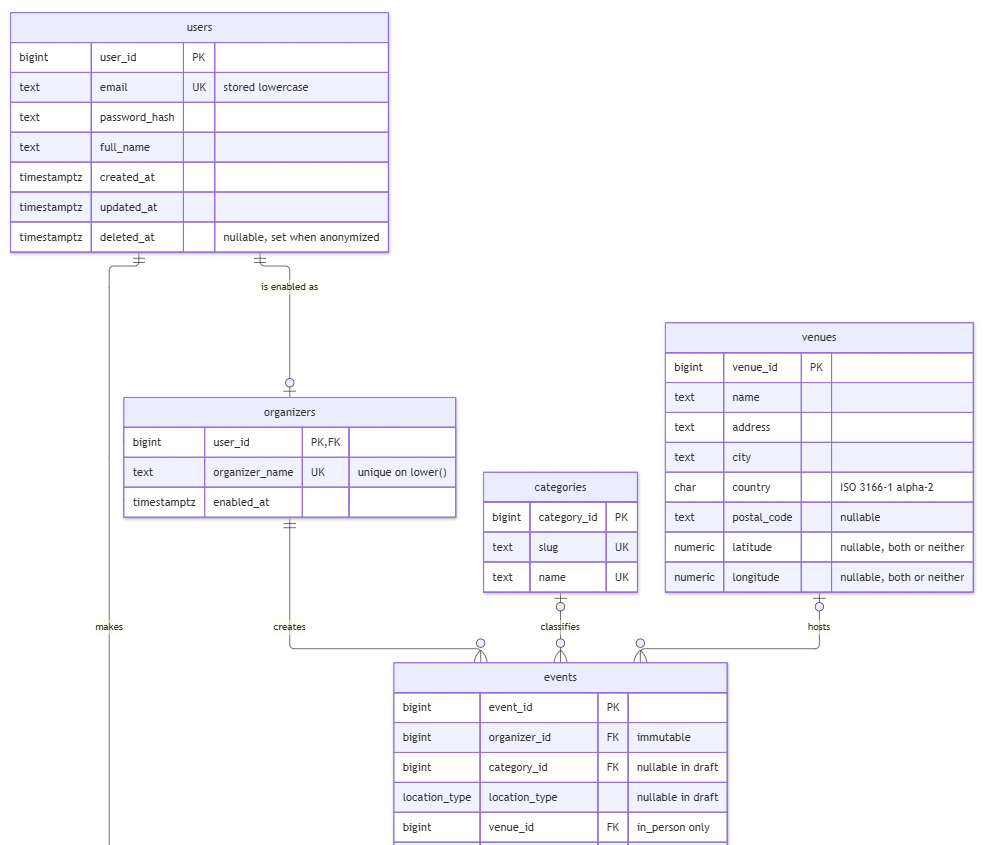 users
bigint user_id PK
text email UK stored lowercase
text password_hash
text full_name
timestamptz created_at
timestamptz updated_at
timestamptz deleted_at nullable, set when anonymized
is enabled as
organizers
bigint user_id PK,FK
text organizer_name UK unique on lower()
timestamptz enabled_at
venues
bigint venue_id PK
text name
text address
text city
char country ISO 3166-1 alpha-2
text postal_code nullable
numeric latitude nullable, both or neither
numeric longitude nullable, both or neither
categories
bigint category_id PK
text slug UK
text name UK
makes
creates
classifies
hosts
events
bigint event_id PK
bigint organizer_id FK immutable
bigint category_id FK nullable in draft
location_type location_type nullable in draft
bigint venue_id FK in_person only